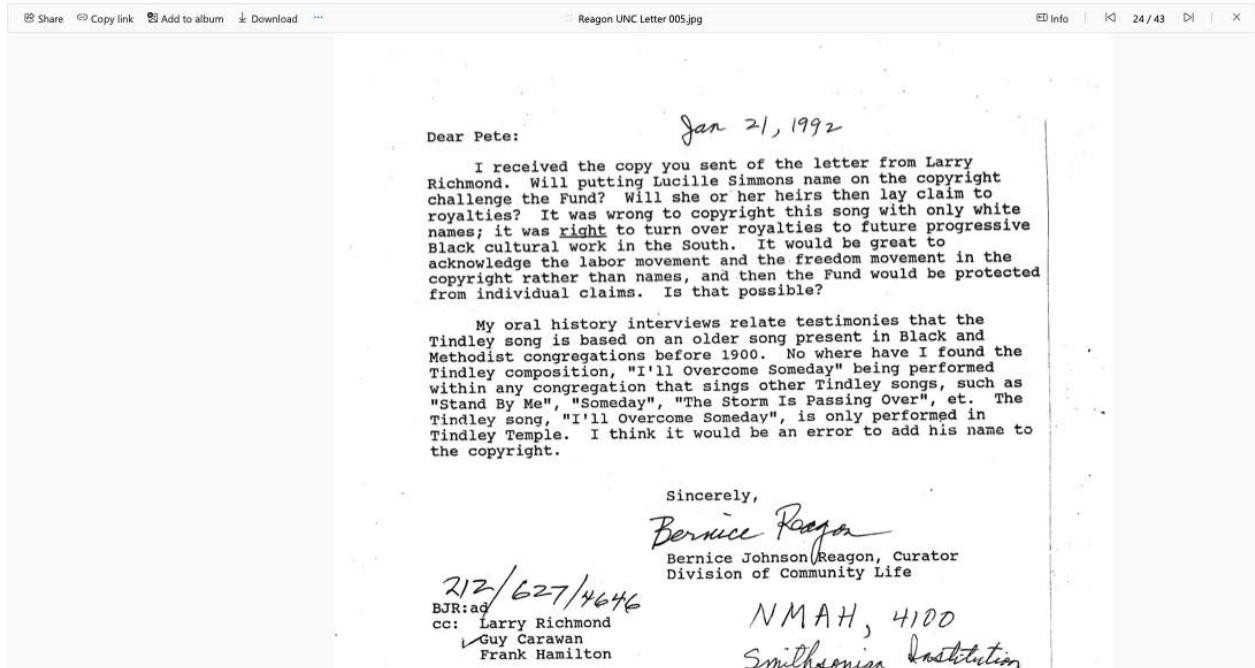 Share Copy link Add to album Download ··· Reagon UNC Letter 005.jpg Info 24 / 43
Jan 21, 1992
Dear Pete:
I received the copy you sent of the letter from Larry
Richmond. Will putting Lucille Simmons name on the copyright
challenge the Fund? Will she or her heirs then lay claim to
royalties? It was wrong to copyright this song with only white
names; it was right to turn over royalties to future progressive
Black cultural work in the South. It would be great to
acknowledge the labor movement and the freedom movement in the
copyright rather than names, and then the Fund would be protected
from individual claims. Is that possible?
My oral history interviews relate testimonies that the
Tindley song is based on an older song present in Black and
Methodist congregations before 1900. No where have I found the
Tindley composition, "I'll Overcome Someday" being performed
within any congregation that sings other Tindley songs, such as
"Stand By Me", "Someday", "The Storm Is Passing Over", et. The
Tindley song, "I'll Overcome Someday", is only performed in
Tindley Temple. I think it would be an error to add his name to
the copyright.
Sincerely,
Bernice Reagon
Bernice Johnson Reagon, Curator
Division of Community Life
212/627/4646
BJR:ad
cc: Larry Richmond
Guy Carawan
Frank Hamilton
NMAH, 4100
Smithsonian Institution